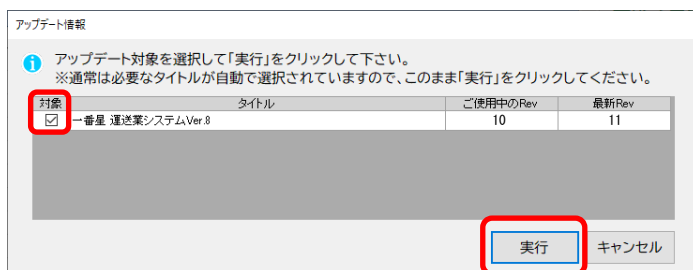 アップデート情報
アップデート対象を選択して「実行」をクリックして下さい。
※通常は必要なタイトルが自動で選択されていますので、このまま「実行」をクリックしてください。
対象 タイトル ご使用中のRev 最新Rev
一番星 運送業システムVer.8 10 11
実行 キャンセル